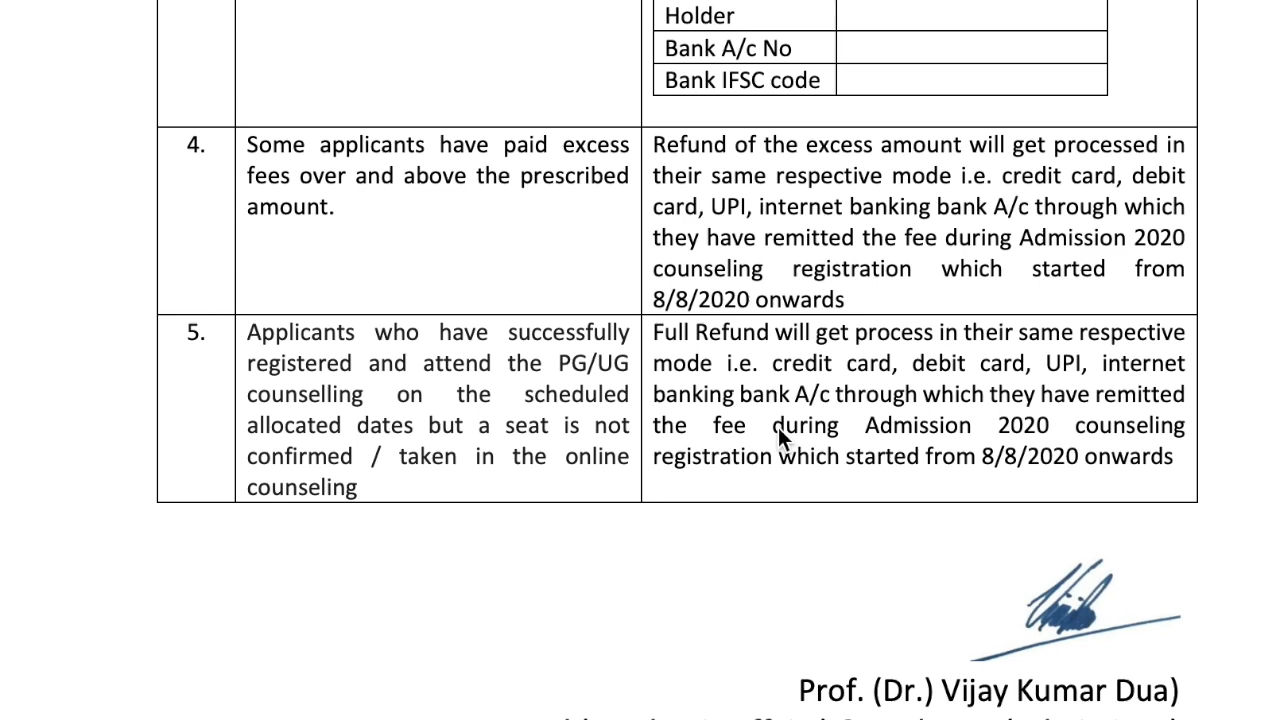 Holder
Bank A/c No
Bank IFSC code
4.
Some applicants have paid excess
fees over and above the prescribed
amount.
Refund of the excess amount will get processed in
their same respective mode i.e. credit card, debit
card, UPI, internet banking bank A/c through which
they have remitted the fee during Admission 2020
counseling registration which started from
8/8/2020 onwards
5.
Applicants who have successfully
registered and attend the PG/UG
counselling on the scheduled
allocated dates but a seat is not
confirmed / taken in the online
counseling
Full Refund will get process in their same respective
mode i.e. credit card, debit card, UPI, internet
banking bank A/c through which they have remitted
the fee during Admission 2020 counseling
registration which started from 8/8/2020 onwards
Prof. (Dr.) Vijay Kumar Dua)